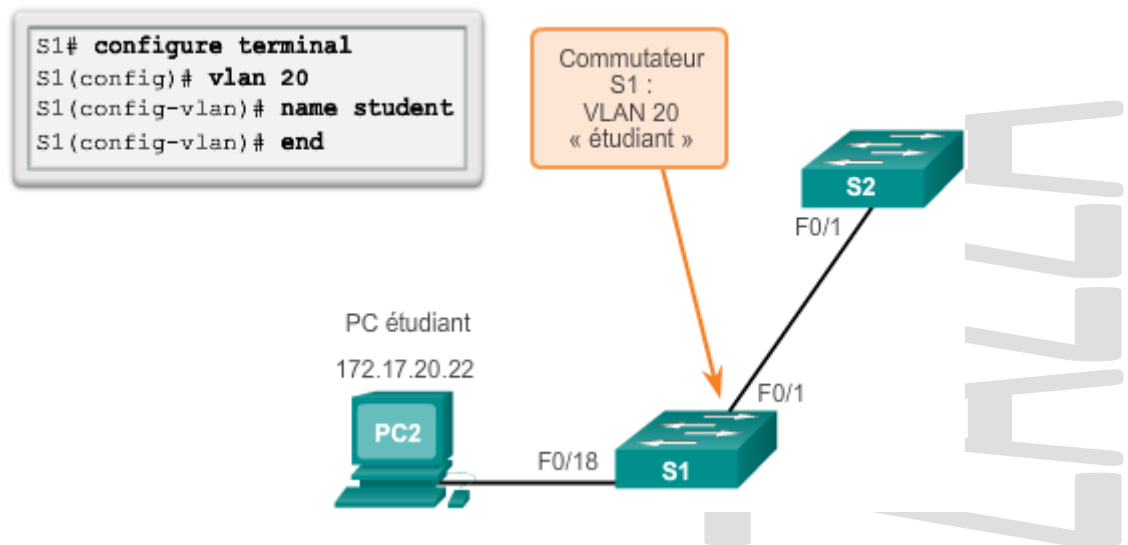 S1# configure terminal
S1(config)# vlan 20
S1(config-vlan)# name student
S1(config-vlan)# end
Commutateur
S1 :
VLAN 20
« étudiant »
S2
F0/1
PC étudiant
172.17.20.22
F0/1
PC2
F0/18
S1